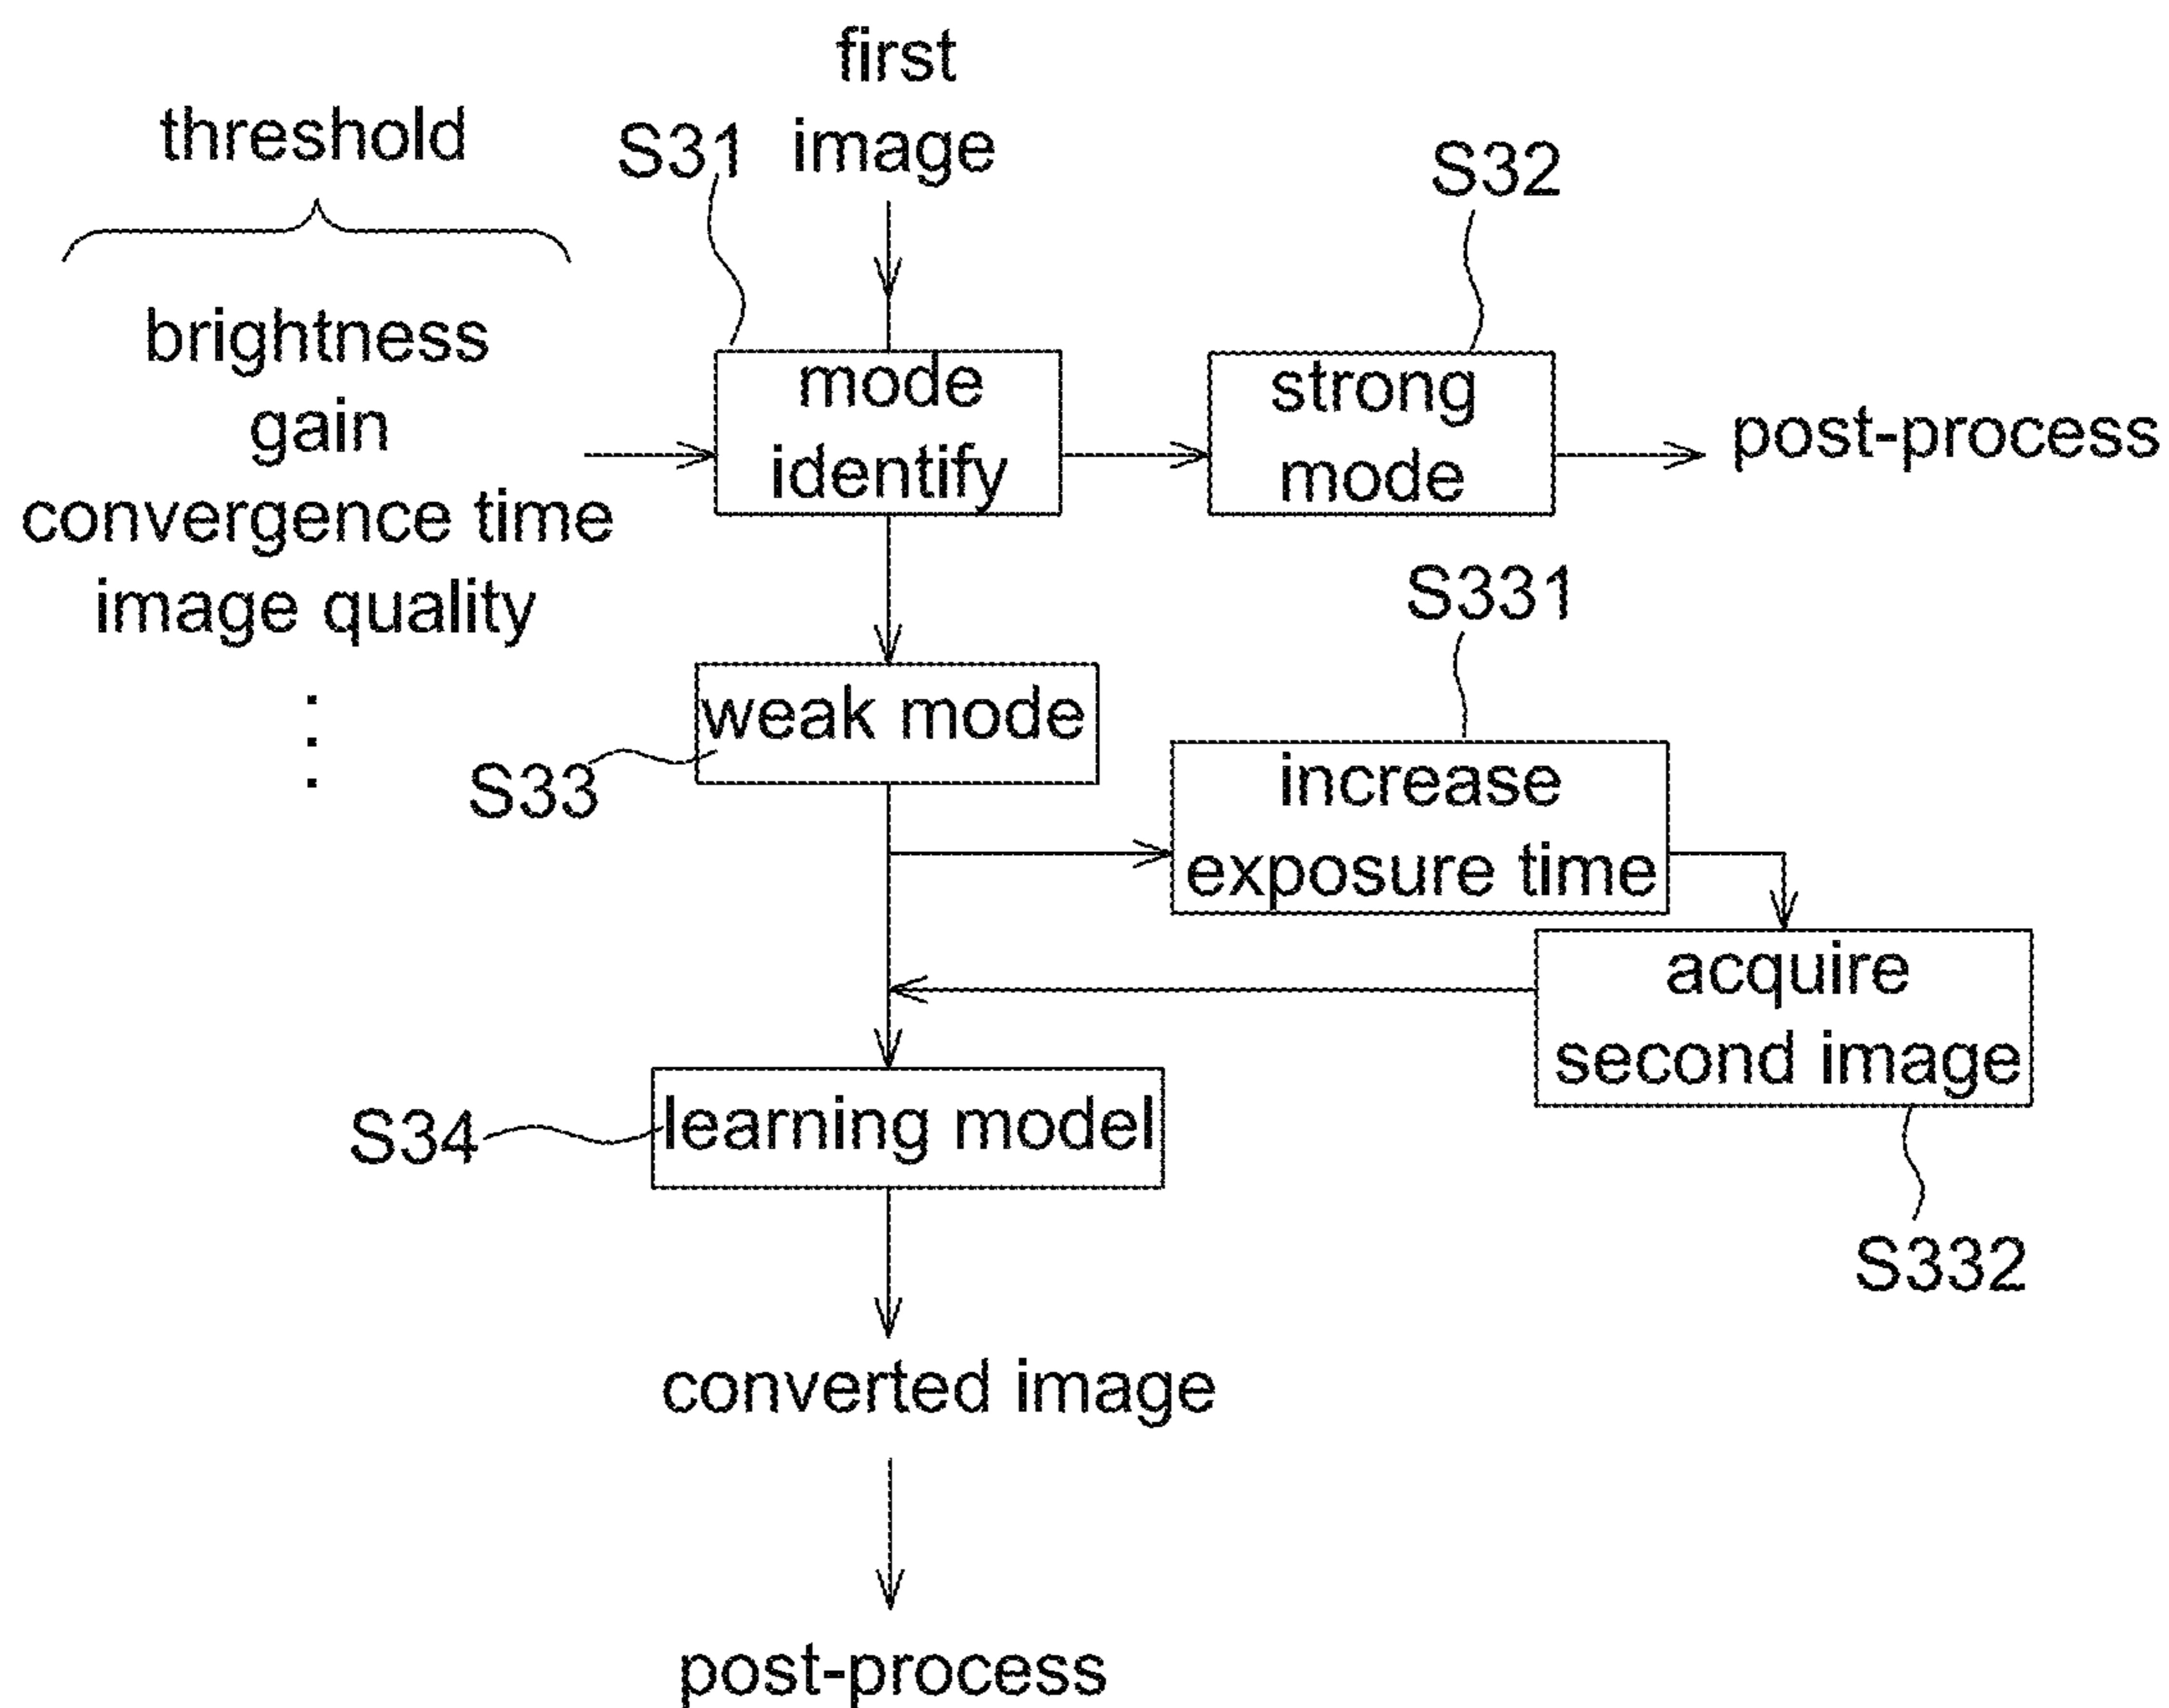 first
image
threshold
S31
S32
brightness
gain
convergence time
image quality
mode
identify
strong
mode
post-process
S331
weak mode
S33
increase
exposure time
acquire
second image
S34
learning model
S332
converted image
post-process